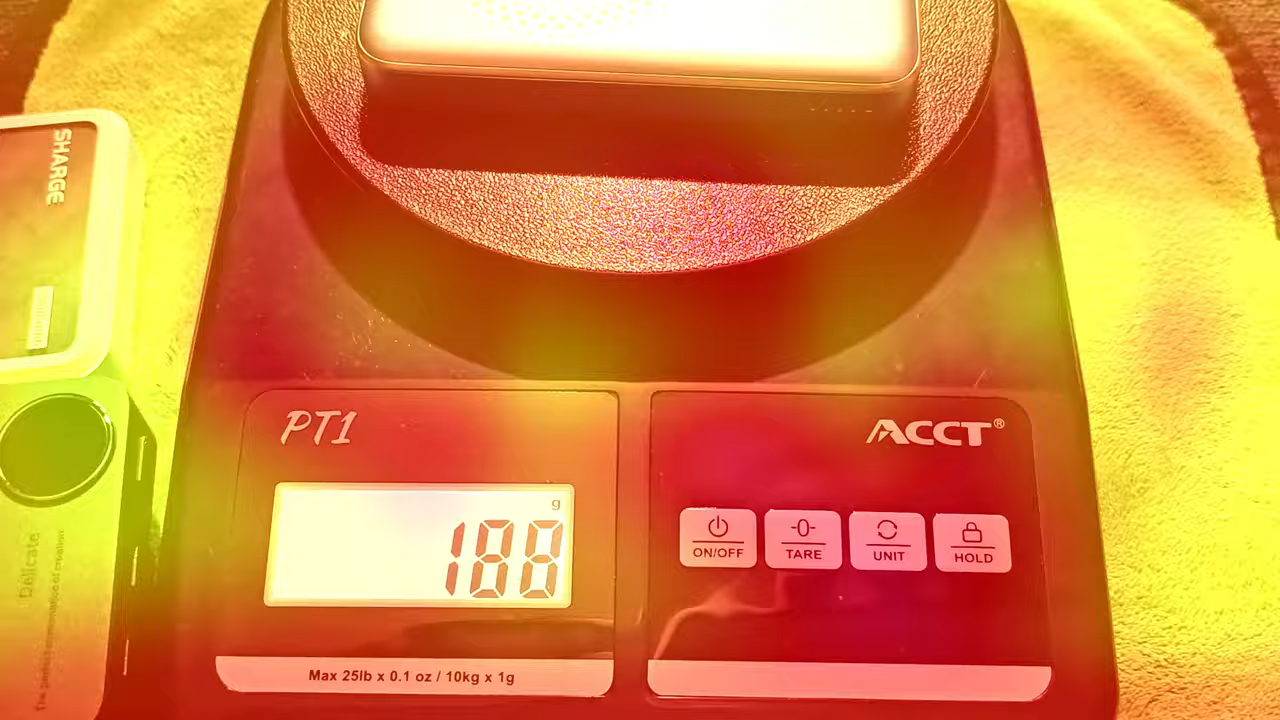 SHARGE
PT1
ACCT®
g
188
ON/OFF
-0-
TARE
UNIT
HOLD
Max 25lb x 0.1 oz / 10kg x 1g
Delicate